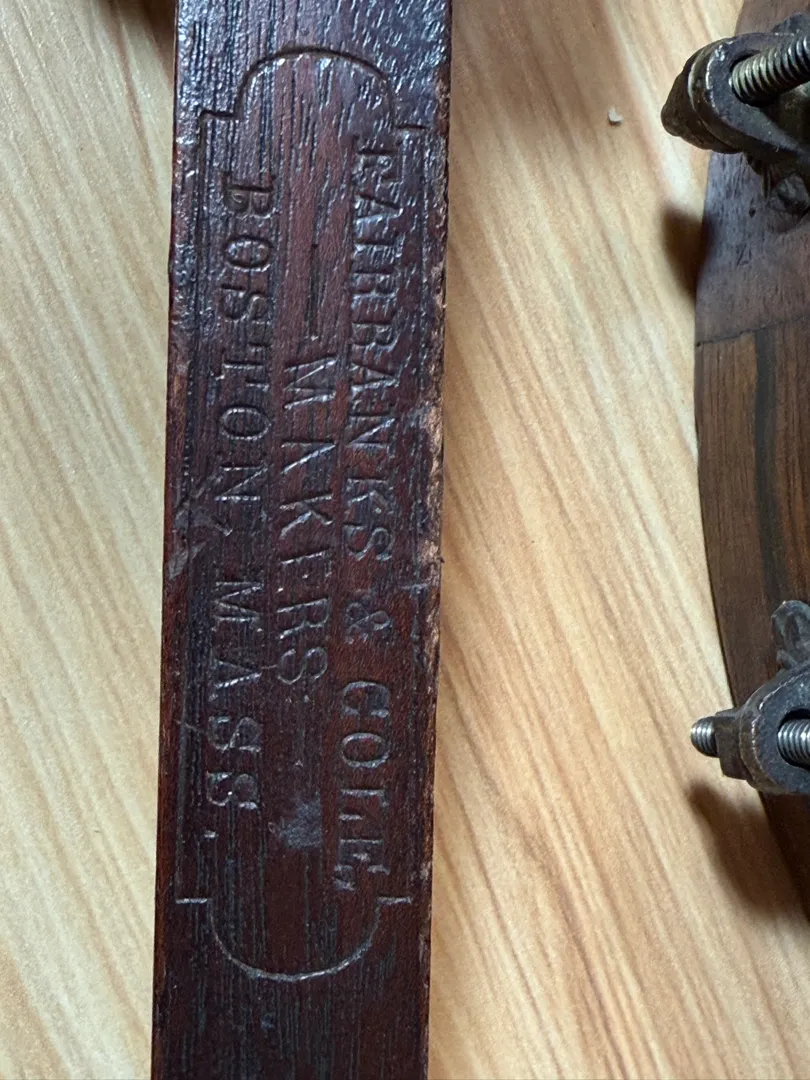 FAIRBANKS & COLE,
MAKERS.
BOSTON, MASS.